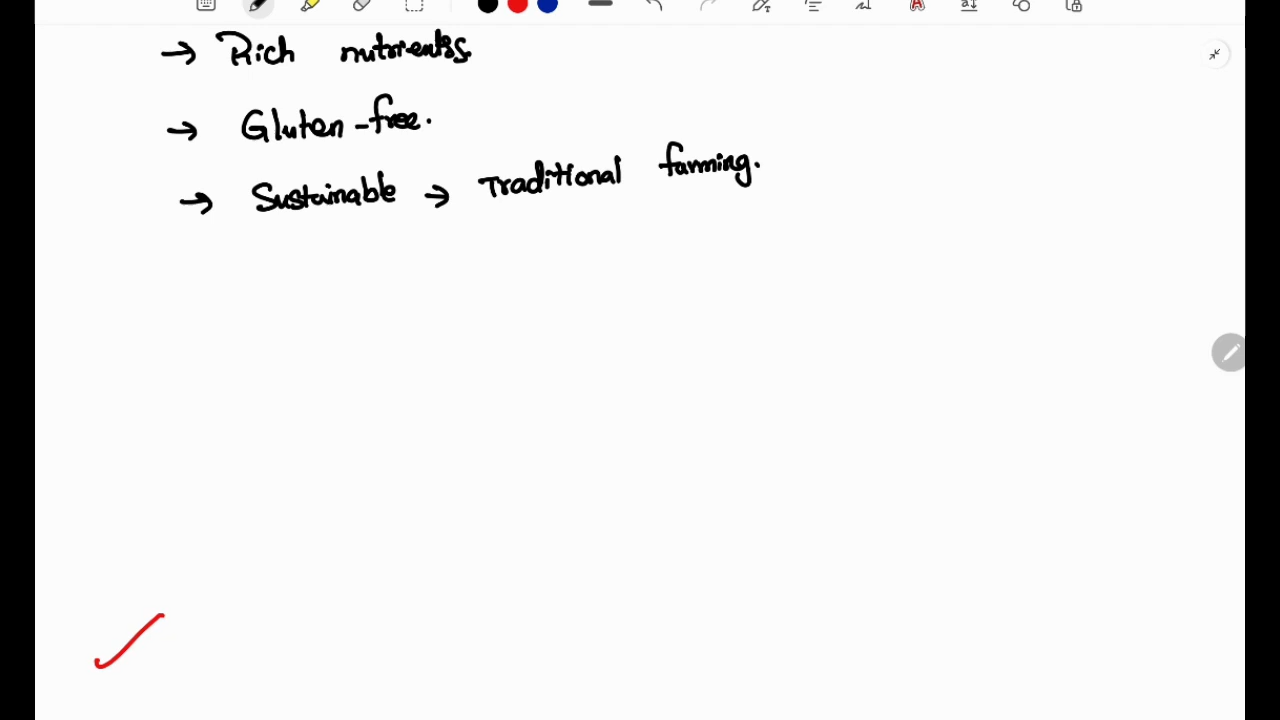 → Rich nutrients.
→ Gluten-free.
→ Sustainable → Traditional farming.